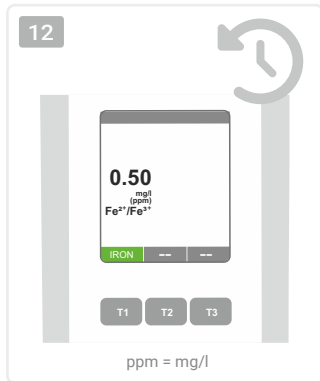 12
0.50
mg/l
(ppm)
Fe²⁺/Fe³⁺
IRON -- --
T1 T2 T3
ppm = mg/l